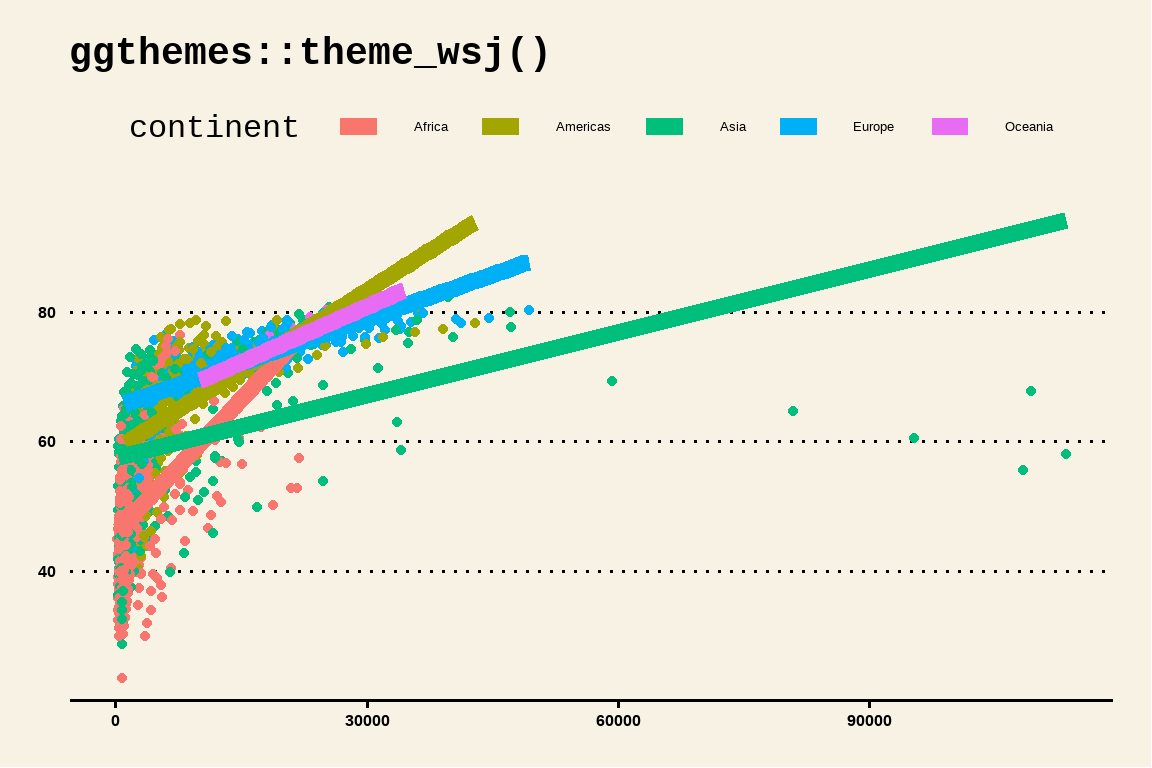 ggthemes::theme_wsj()
continent Africa Americas Asia Europe Oceania
80
60
40
0 30000 60000 90000